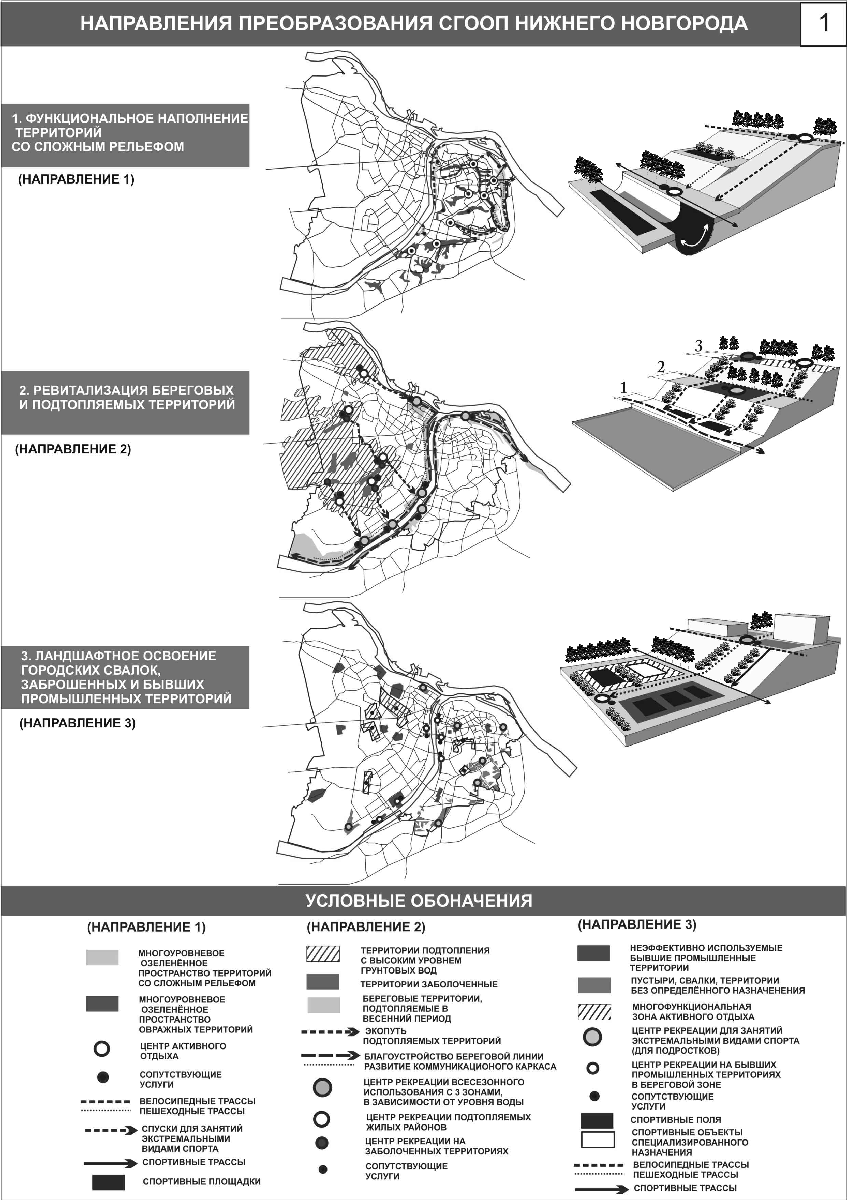 НАПРАВЛЕНИЯ ПРЕОБРАЗОВАНИЯ СГООП НИЖНЕГО НОВГОРОДА
1
1. ФУНКЦИОНАЛЬНОЕ НАПОЛНЕНИЕ
ТЕРРИТОРИЙ
СО СЛОЖНЫМ РЕЛЬЕФОМ
(НАПРАВЛЕНИЕ 1)
2. РЕВИТАЛИЗАЦИЯ БЕРЕГОВЫХ
И ПОДТОПЛЯЕМЫХ ТЕРРИТОРИЙ
(НАПРАВЛЕНИЕ 2)
3
2
1
3. ЛАНДШАФТНОЕ ОСВОЕНИЕ
ГОРОДСКИХ СВАЛОК,
ЗАБРОШЕННЫХ И БЫВШИХ
ПРОМЫШЛЕННЫХ ТЕРРИТОРИЙ
(НАПРАВЛЕНИЕ 3)
УСЛОВНЫЕ ОБОНАЧЕНИЯ
(НАПРАВЛЕНИЕ 1)
МНОГОУРОВНЕВОЕ
ОЗЕЛЕНЁННОЕ
ПРОСТРАНСТВО ТЕРРИТОРИЙ
СО СЛОЖНЫМ РЕЛЬЕФОМ
МНОГОУРОВНЕВОЕ
ОЗЕЛЕНЁННОЕ
ПРОСТРАНСТВО
ОВРАЖНЫХ ТЕРРИТОРИЙ
ЦЕНТР АКТИВНОГО
ОТДЫХА
СОПУТСТВУЮЩИЕ
УСЛУГИ
ВЕЛОСИПЕДНЫЕ ТРАССЫ
ПЕШЕХОДНЫЕ ТРАССЫ
СПУСКИ ДЛЯ ЗАНЯТИЙ
ЭКСТРЕМАЛЬНЫМИ
ВИДАМИ СПОРТА
СПОРТИВНЫЕ ТРАССЫ
СПОРТИВНЫЕ ПЛОЩАДКИ
(НАПРАВЛЕНИЕ 2)
ТЕРРИТОРИИ ПОДТОПЛЕНИЯ
С ВЫСОКИМ УРОВНЕМ
ГРУНТОВЫХ ВОД
ТЕРРИТОРИИ ЗАБОЛОЧЕННЫЕ
БЕРЕГОВЫЕ ТЕРРИТОРИИ,
ПОДТОПЛЯЕМЫЕ В
ВЕСЕННИЙ ПЕРИОД
ЭКОПУТЬ
ПОДТОПЛЯЕМЫХ ТЕРРИТОРИЙ
БЛАГОУСТРОЙСТВО БЕРЕГОВОЙ ЛИНИИ
РАЗВИТИЕ КОММУНИКАЦИОННОГО КАРКАСА
ЦЕНТР РЕКРЕАЦИИ ВСЕСЕЗОННОГО
ИСПОЛЬЗОВАНИЯ С 3 ЗОНАМИ,
В ЗАВИСИМОСТИ ОТ УРОВНЯ ВОДЫ
ЦЕНТР РЕКРЕАЦИИ ПОДТОПЛЯЕМЫХ
ЖИЛЫХ РАЙОНОВ
ЦЕНТР РЕКРЕАЦИИ НА
ЗАБОЛОЧЕННЫХ ТЕРРИТОРИЯХ
СОПУТСТВУЮЩИЕ
УСЛУГИ
(НАПРАВЛЕНИЕ 3)
НЕЭФФЕКТИВНО ИСПОЛЬЗУЕМЫЕ
БЫВШИЕ ПРОМЫШЛЕННЫЕ
ТЕРРИТОРИИ
ПУСТЫРИ, СВАЛКИ, ТЕРРИТОРИИ
БЕЗ ОПРЕДЕЛЁННОГО НАЗНАЧЕНЕНИЯ
МНОГОФУНКЦИОНАЛЬНАЯ
ЗОНА АКТИВНОГО ОТДЫХА
ЦЕНТР РЕКРЕАЦИИ ДЛЯ ЗАНЯТИЙ
ЭКСТРЕМАЛЬНЫМИ ВИДАМИ СПОРТА
(ДЛЯ ПОДРОСТКОВ)
ЦЕНТР РЕКРЕАЦИИ НА БЫВШИХ
ПРОМЫШЛЕННЫХ ТЕРРИТОРИЯХ
В БЕРЕГОВОЙ ЗОНЕ
СОПУТСТВУЮЩИЕ
УСЛУГИ
СПОРТИВНЫЕ ПОЛЯ
СПОРТИВНЫЕ ОБЪЕКТЫ
СПЕЦИАЛИЗИРОВАННОГО
НАЗНАЧЕНИЯ
ВЕЛОСИПЕДНЫЕ ТРАССЫ
ПЕШЕХОДНЫЕ ТРАССЫ
СПОРТИВНЫЕ ТРАССЫ